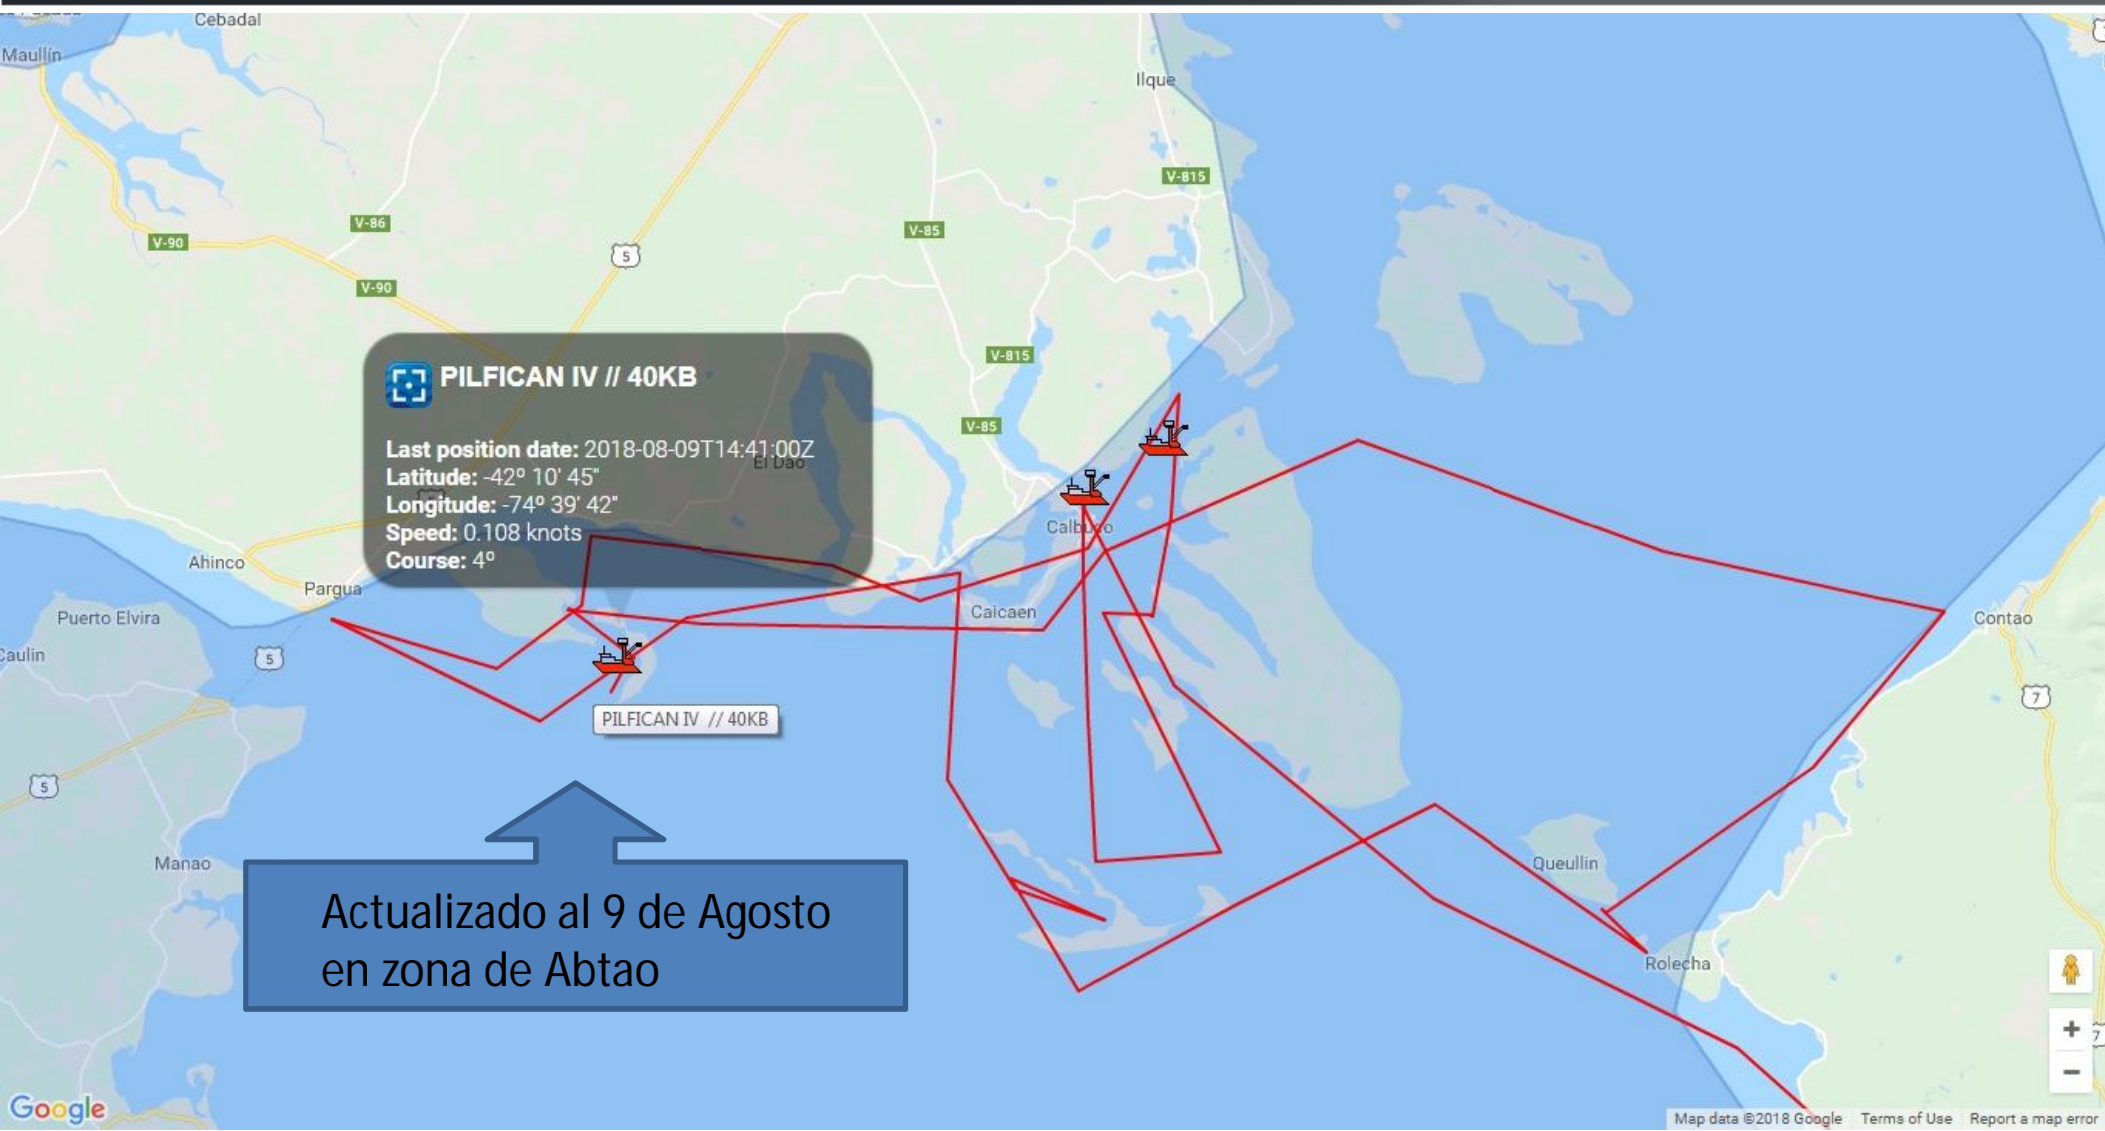 Cebadal
Maullín
Ilque
V-815
V-86
V-85
V-90
5
V-90
V-815
PILFICAN IV // 40KB
V-85
Last position date: 2018-08-09T14:41:00Z
El Dao
Latitude: -42º 10' 45"
Longitude: -74º 39' 42"
Speed: 0.108 knots
Calbuco
Course: 4º
Ahinco
Pargua
Puerto Elvira
Caicaen
Contao
Caulin
5
7
PILFICAN IV // 40KB
5
Manao
Queullin
Actualizado al 9 de Agosto
en zona de Abtao
Rolecha
+
7
−
Google
Map data ©2018 Google Terms of Use Report a map error